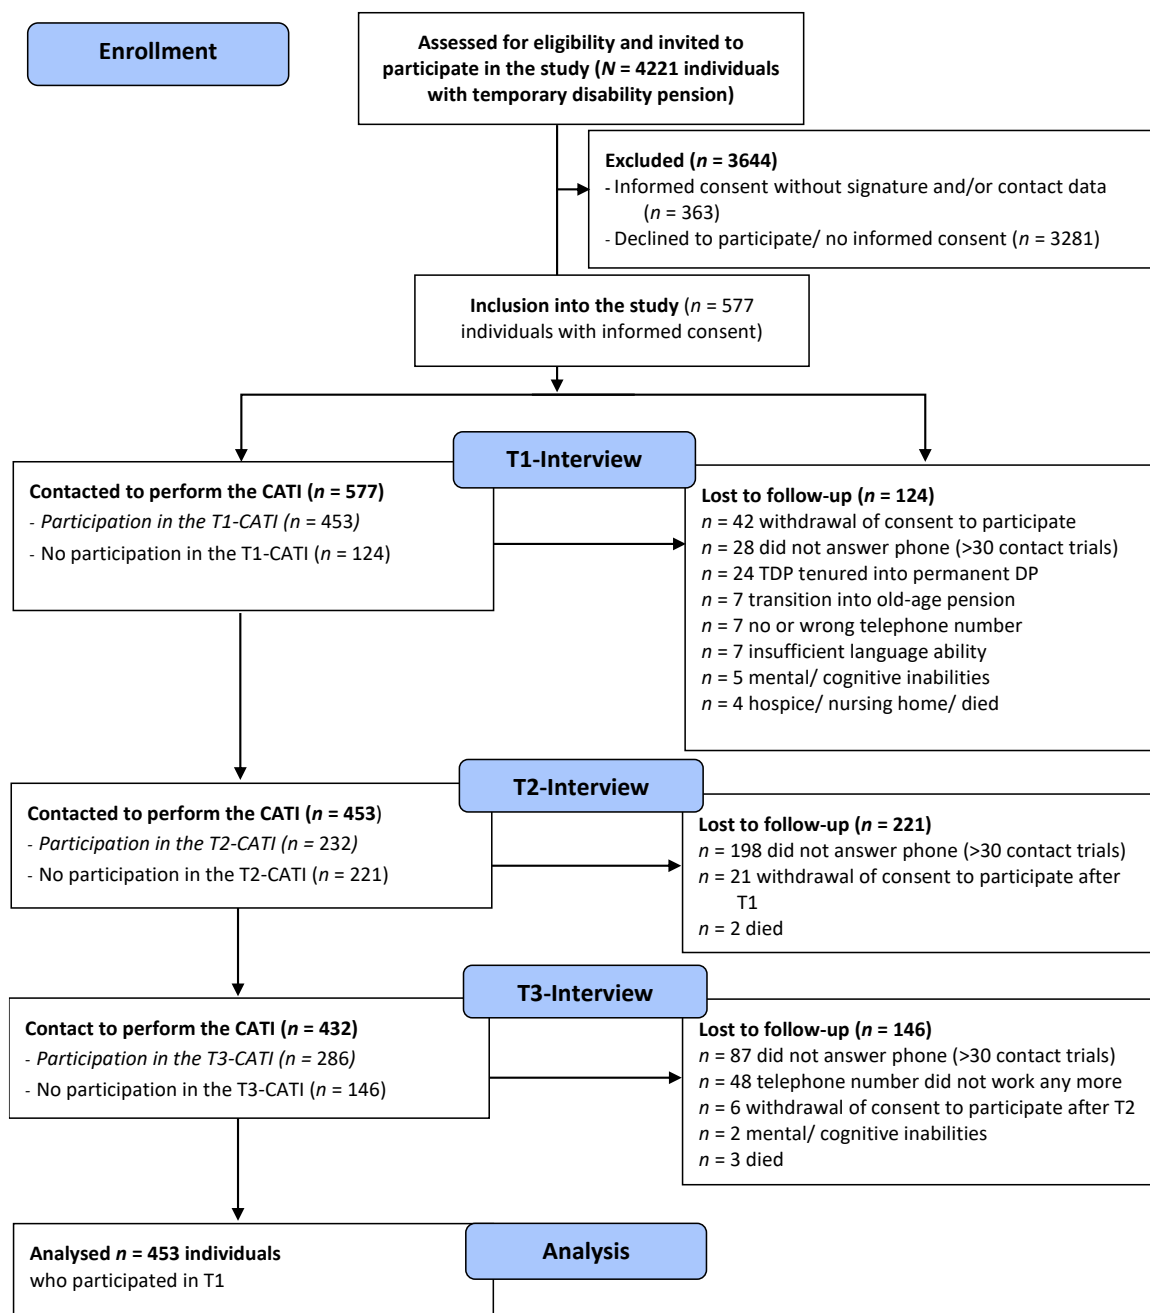 Enrollment
Assessed for eligibility and invited to
participate in the study (N = 4221 individuals
with temporary disability pension)
Excluded (n = 3644)
- Informed consent without signature and/or contact data
(n = 363)
- Declined to participate/ no informed consent (n = 3281)
Inclusion into the study (n = 577
individuals with informed consent)
T1-Interview
Contacted to perform the CATI (n = 577)
- Participation in the T1-CATI (n = 453)
- No participation in the T1-CATI (n = 124)
Lost to follow-up (n = 124)
n = 42 withdrawal of consent to participate
n = 28 did not answer phone (>30 contact trials)
n = 24 TDP tenured into permanent DP
n = 7 transition into old-age pension
n = 7 no or wrong telephone number
n = 7 insufficient language ability
n = 5 mental/ cognitive inabilities
n = 4 hospice/ nursing home/ died
T2-Interview
Contacted to perform the CATI (n = 453)
- Participation in the T2-CATI (n = 232)
- No participation in the T2-CATI (n = 221)
Lost to follow-up (n = 221)
n = 198 did not answer phone (>30 contact trials)
n = 21 withdrawal of consent to participate after
T1
n = 2 died
T3-Interview
Contact to perform the CATI (n = 432)
- Participation in the T3-CATI (n = 286)
- No participation in the T3-CATI (n = 146)
Lost to follow-up (n = 146)
n = 87 did not answer phone (>30 contact trials)
n = 48 telephone number did not work any more
n = 6 withdrawal of consent to participate after T2
n = 2 mental/ cognitive inabilities
n = 3 died
Analysis
Analysed n = 453 individuals
who participated in T1